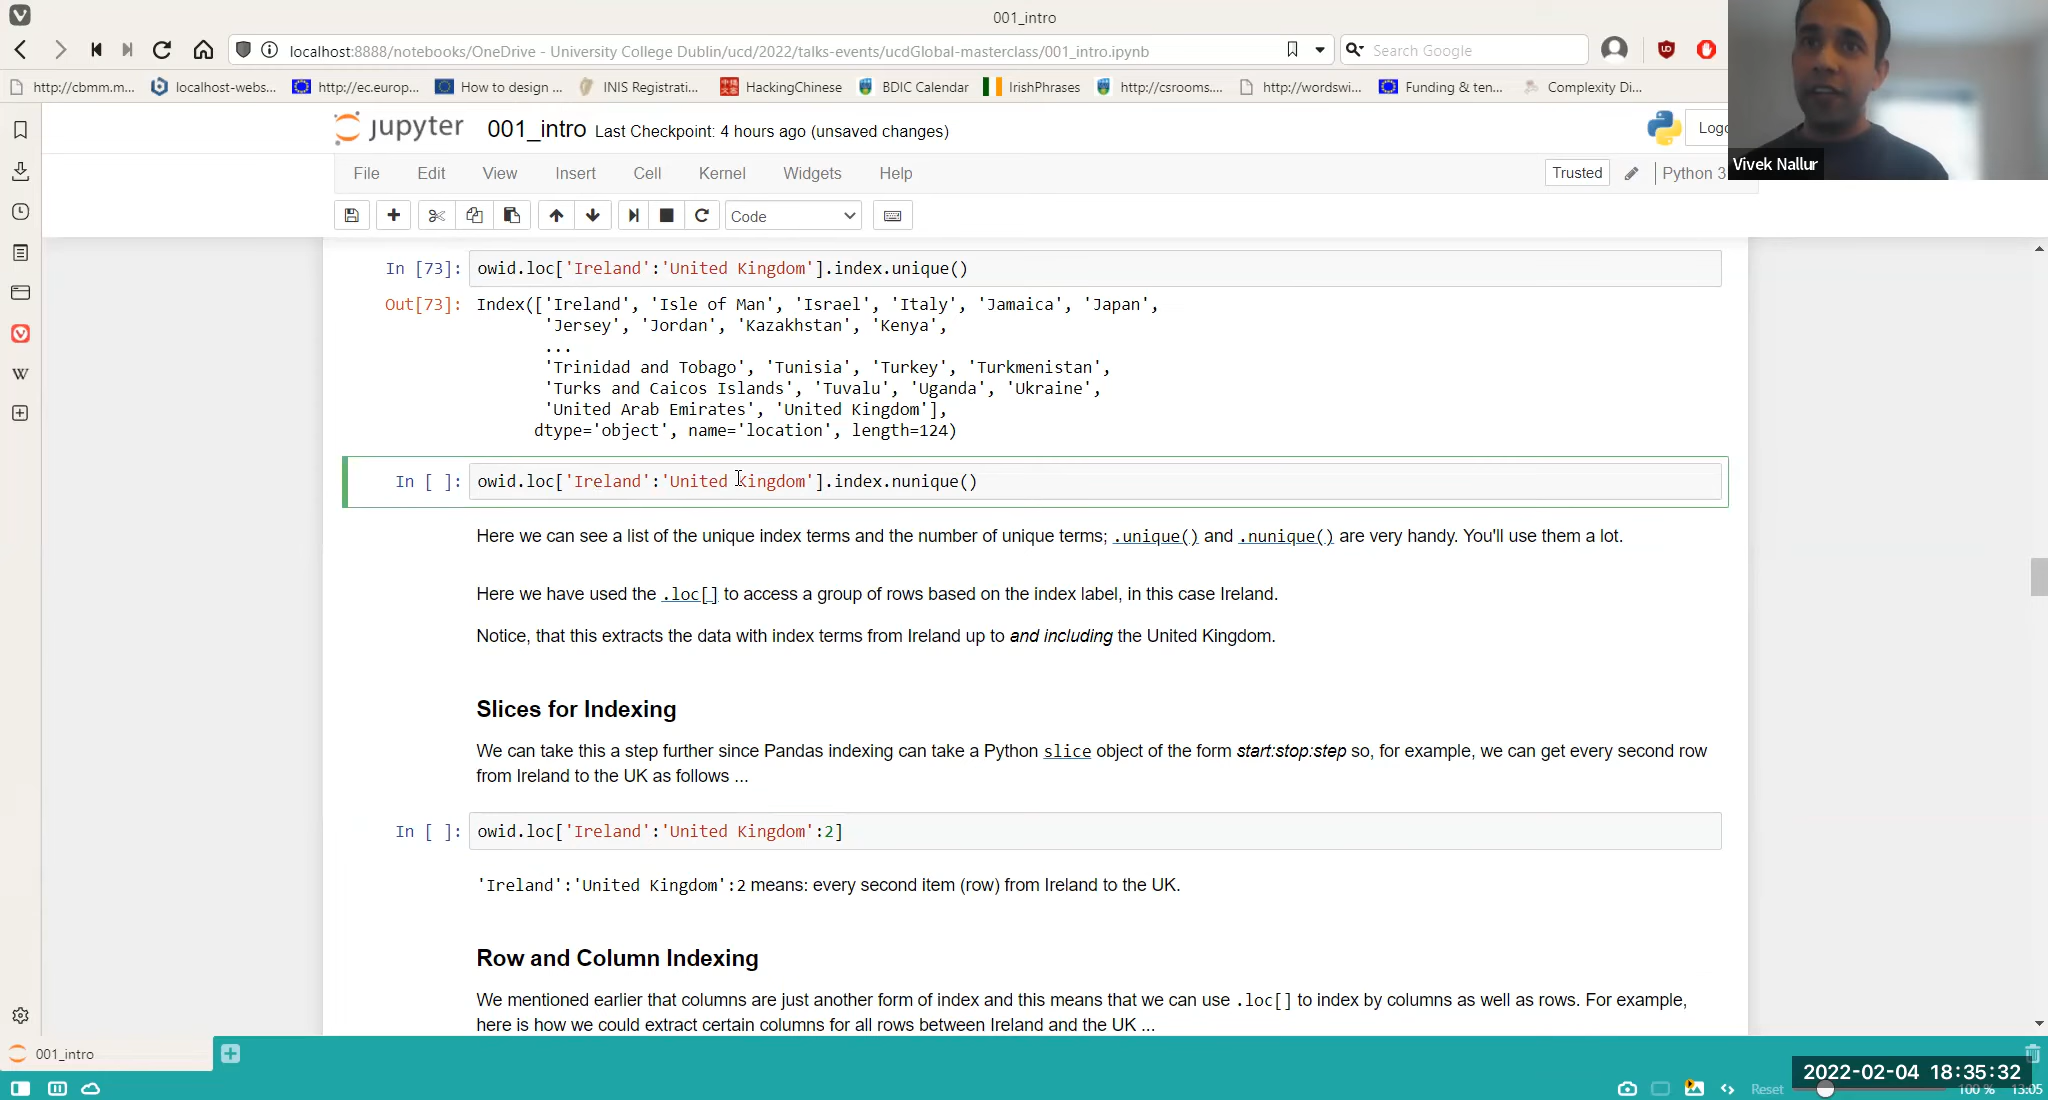 001_intro
localhost:8888/notebooks/OneDrive - University College Dublin/ucd/2022/talks-events/ucdGlobal-masterclass/001_intro.ipynb
Search Google
http://cbmm.m... localhost-webs... http://ec.europ... How to design ... INIS Registrati... HackingChinese BDIC Calendar IrishPhrases http://csrooms.... http://wordswi... Funding & ten... Complexity Di...
jupyter 001_intro Last Checkpoint: 4 hours ago (unsaved changes)
Logo
Vivek Nallur
File Edit View Insert Cell Kernel Widgets Help
Trusted Python 3
Code
In [73]: owid.loc['Ireland':'United Kingdom'].index.unique()
Out[73]: Index(['Ireland', 'Isle of Man', 'Israel', 'Italy', 'Jamaica', 'Japan',
'Jersey', 'Jordan', 'Kazakhstan', 'Kenya',
...
'Trinidad and Tobago', 'Tunisia', 'Turkey', 'Turkmenistan',
'Turks and Caicos Islands', 'Tuvalu', 'Uganda', 'Ukraine',
'United Arab Emirates', 'United Kingdom'],
dtype='object', name='location', length=124)
In [ ]: owid.loc['Ireland':'United Kingdom'].index.nunique()
Here we can see a list of the unique index terms and the number of unique terms; .unique() and .nunique() are very handy. You'll use them a lot.
Here we have used the .loc[] to access a group of rows based on the index label, in this case Ireland.
Notice, that this extracts the data with index terms from Ireland up to and including the United Kingdom.
Slices for Indexing
We can take this a step further since Pandas indexing can take a Python slice object of the form start:stop:step so, for example, we can get every second row
from Ireland to the UK as follows ...
In [ ]: owid.loc['Ireland':'United Kingdom':2]
'Ireland':'United Kingdom':2 means: every second item (row) from Ireland to the UK.
Row and Column Indexing
We mentioned earlier that columns are just another form of index and this means that we can use .loc[] to index by columns as well as rows. For example,
here is how we could extract certain columns for all rows between Ireland and the UK ...
001_intro
2022-02-04 18:35:32
Reset 100 % 13:05